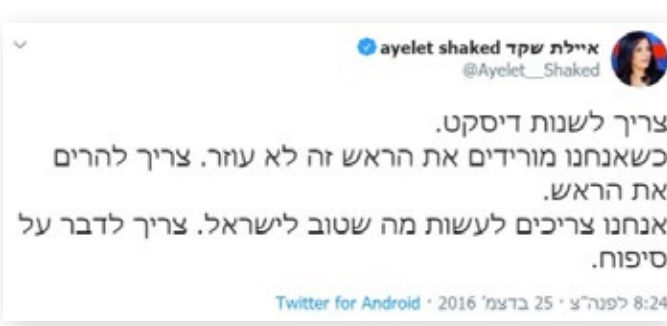 איילת שקד ayelet shaked
@Ayelet__Shaked
צריך לשנות דיסקט.
כשאנחנו מורידים את הראש זה לא עוזר. צריך להרים
את הראש.
אנחנו צריכים לעשות מה שטוב לישראל. צריך לדבר על
סיפוח.
8:24 לפנה"צ · 25 בדצמ' 2016 · Twitter for Android